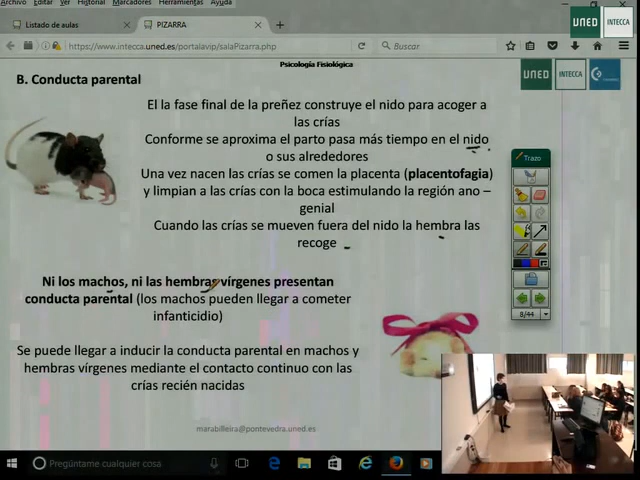 Archivo Editar Ver Historial Marcadores Herramientas Ayuda
Listado de aulas
PIZARRA
https://www.intecca.uned.es/portalavip/salaPizarra.php
Buscar
UNED
INTECCA
Psicología Fisiológica
UNED
INTECCA
B. Conducta parental
El la fase final de la preñez construye el nido para acoger a
las crías
Conforme se aproxima el parto pasa más tiempo en el nido
o sus alrededores
Una vez nacen las crías se comen la placenta (placentofagia)
y limpian a las crías con la boca estimulando la región ano –
genial
Cuando las crías se mueven fuera del nido la hembra las
recoge
Ni los machos, ni las hembras vírgenes presentan
conducta parental (los machos pueden llegar a cometer
infanticidio)
Se puede llegar a inducir la conducta parental en machos y
hembras vírgenes mediante el contacto continuo con las
crías recién nacidas
Trazo
8/44
Pregúntame cualquier cosa